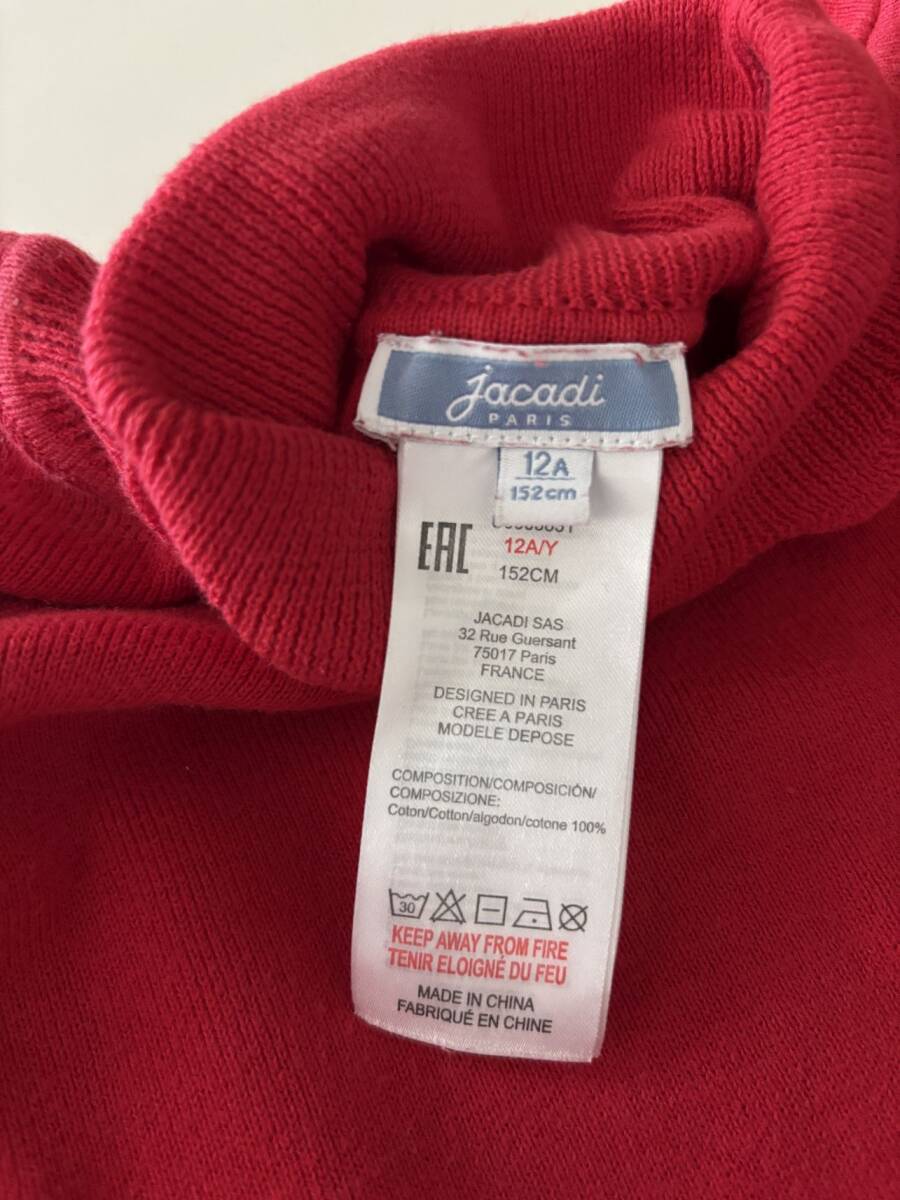 jacadi
PARIS
12A
152cm
EAC
12A/Y
152CM
JACADI SAS
32 Rue Guersant
75017 Paris
FRANCE
DESIGNED IN PARIS
CREE A PARIS
MODELE DEPOSE
COMPOSITION/COMPOSICIÓN/
COMPOSIZIONE:
Coton/Cotton/algodon/cotone 100%
30
KEEP AWAY FROM FIRE
TENIR ELOIGNÉ DU FEU
MADE IN CHINA
FABRIQUÉ EN CHINE